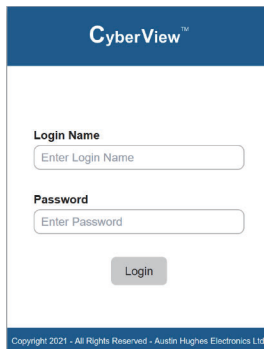 CyberView™
Login Name
Enter Login Name
Password
Enter Password
Login
Copyright 2021 - All Rights Reserved - Austin Hughes Electronics Ltd